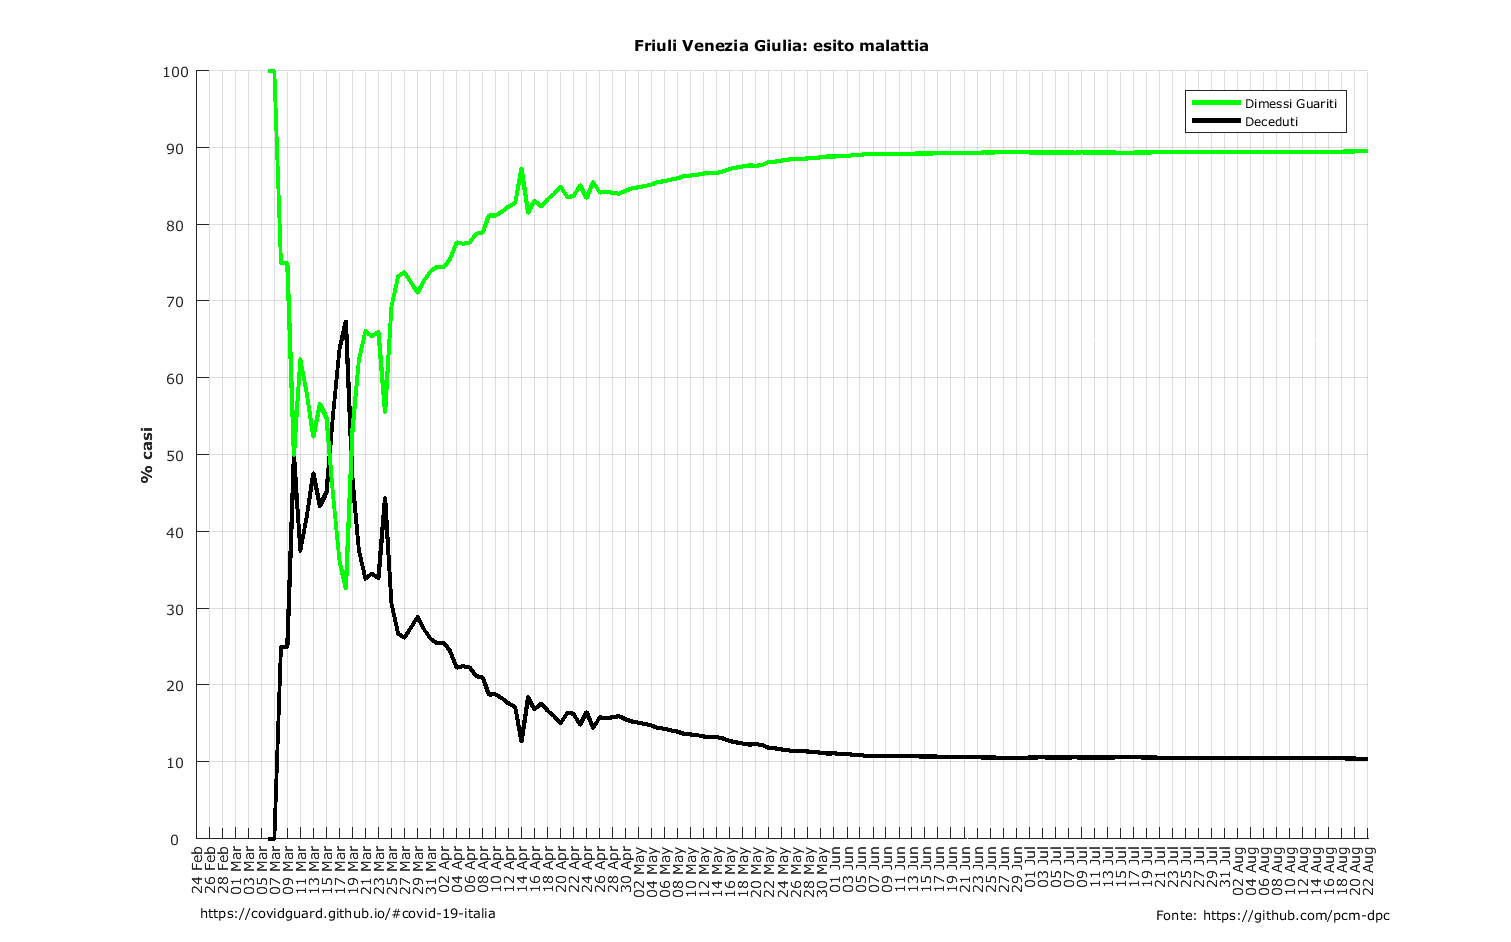 Friuli Venezia Giulia: esito malattia
Dimessi Guariti
Deceduti
% casi
100
90
80
70
60
50
40
30
20
10
0
24 Feb
26 Feb
28 Feb
01 Mar
03 Mar
05 Mar
07 Mar
09 Mar
11 Mar
13 Mar
15 Mar
17 Mar
19 Mar
21 Mar
23 Mar
25 Mar
27 Mar
29 Mar
31 Mar
02 Apr
04 Apr
06 Apr
08 Apr
10 Apr
12 Apr
14 Apr
16 Apr
18 Apr
20 Apr
22 Apr
24 Apr
26 Apr
28 Apr
30 Apr
02 May
04 May
06 May
08 May
10 May
12 May
14 May
16 May
18 May
20 May
22 May
24 May
26 May
28 May
30 May
01 Jun
03 Jun
05 Jun
07 Jun
09 Jun
11 Jun
13 Jun
15 Jun
17 Jun
19 Jun
21 Jun
23 Jun
25 Jun
27 Jun
29 Jun
01 Jul
03 Jul
05 Jul
07 Jul
09 Jul
11 Jul
13 Jul
15 Jul
17 Jul
19 Jul
21 Jul
23 Jul
25 Jul
27 Jul
29 Jul
31 Jul
02 Aug
04 Aug
06 Aug
08 Aug
10 Aug
12 Aug
14 Aug
16 Aug
18 Aug
20 Aug
22 Aug
https://covidguard.github.io/#covid-19-italia
Fonte: https://github.com/pcm-dpc